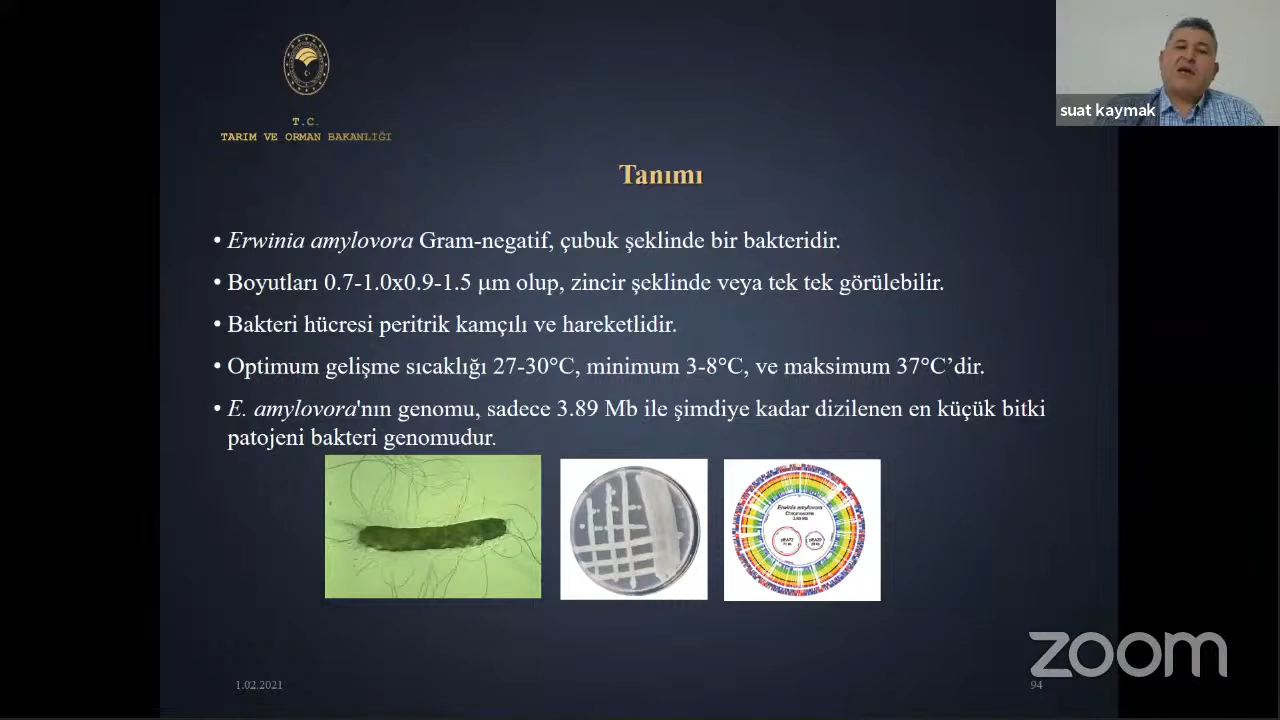 suat kaymak
T.C.
TARIM VE ORMAN BAKANLIĞI
Tanımı
• Erwinia amylovora Gram-negatif, çubuk şeklinde bir bakteridir.
• Boyutları 0.7-1.0x0.9-1.5 μm olup, zincir şeklinde veya tek tek görülebilir.
• Bakteri hücresi peritrik kamçılı ve hareketlidir.
• Optimum gelişme sıcaklığı 27-30°C, minimum 3-8°C, ve maksimum 37°C’dir.
• E. amylovora'nın genomu, sadece 3.89 Mb ile şimdiye kadar dizilenen en küçük bitki
patojeni bakteri genomudur.
Erwinia amylovora
Chromosome
zoom
1.02.2021
94